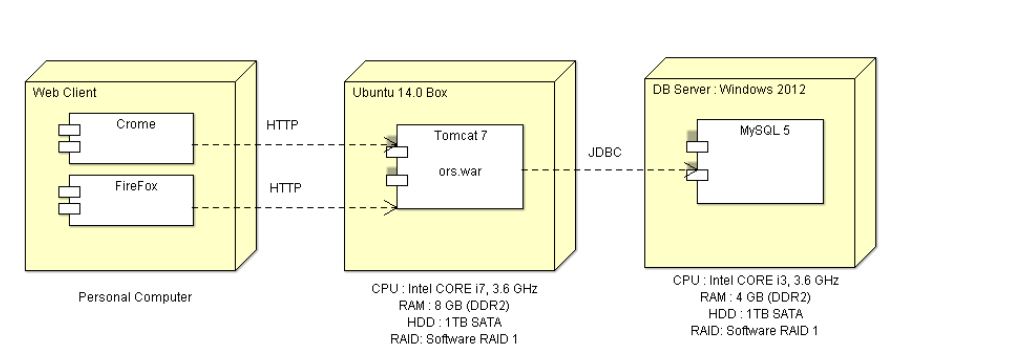 Web Client
Crome
FireFox
Personal Computer
HTTP
HTTP
Ubuntu 14.0 Box
Tomcat 7
ors.war
CPU : Intel CORE i7, 3.6 GHz
RAM : 8 GB (DDR2)
HDD : 1TB SATA
RAID: Software RAID 1
JDBC
DB Server : Windows 2012
MySQL 5
CPU : Intel CORE i3, 3.6 GHz
RAM : 4 GB (DDR2)
HDD : 1TB SATA
RAID: Software RAID 1